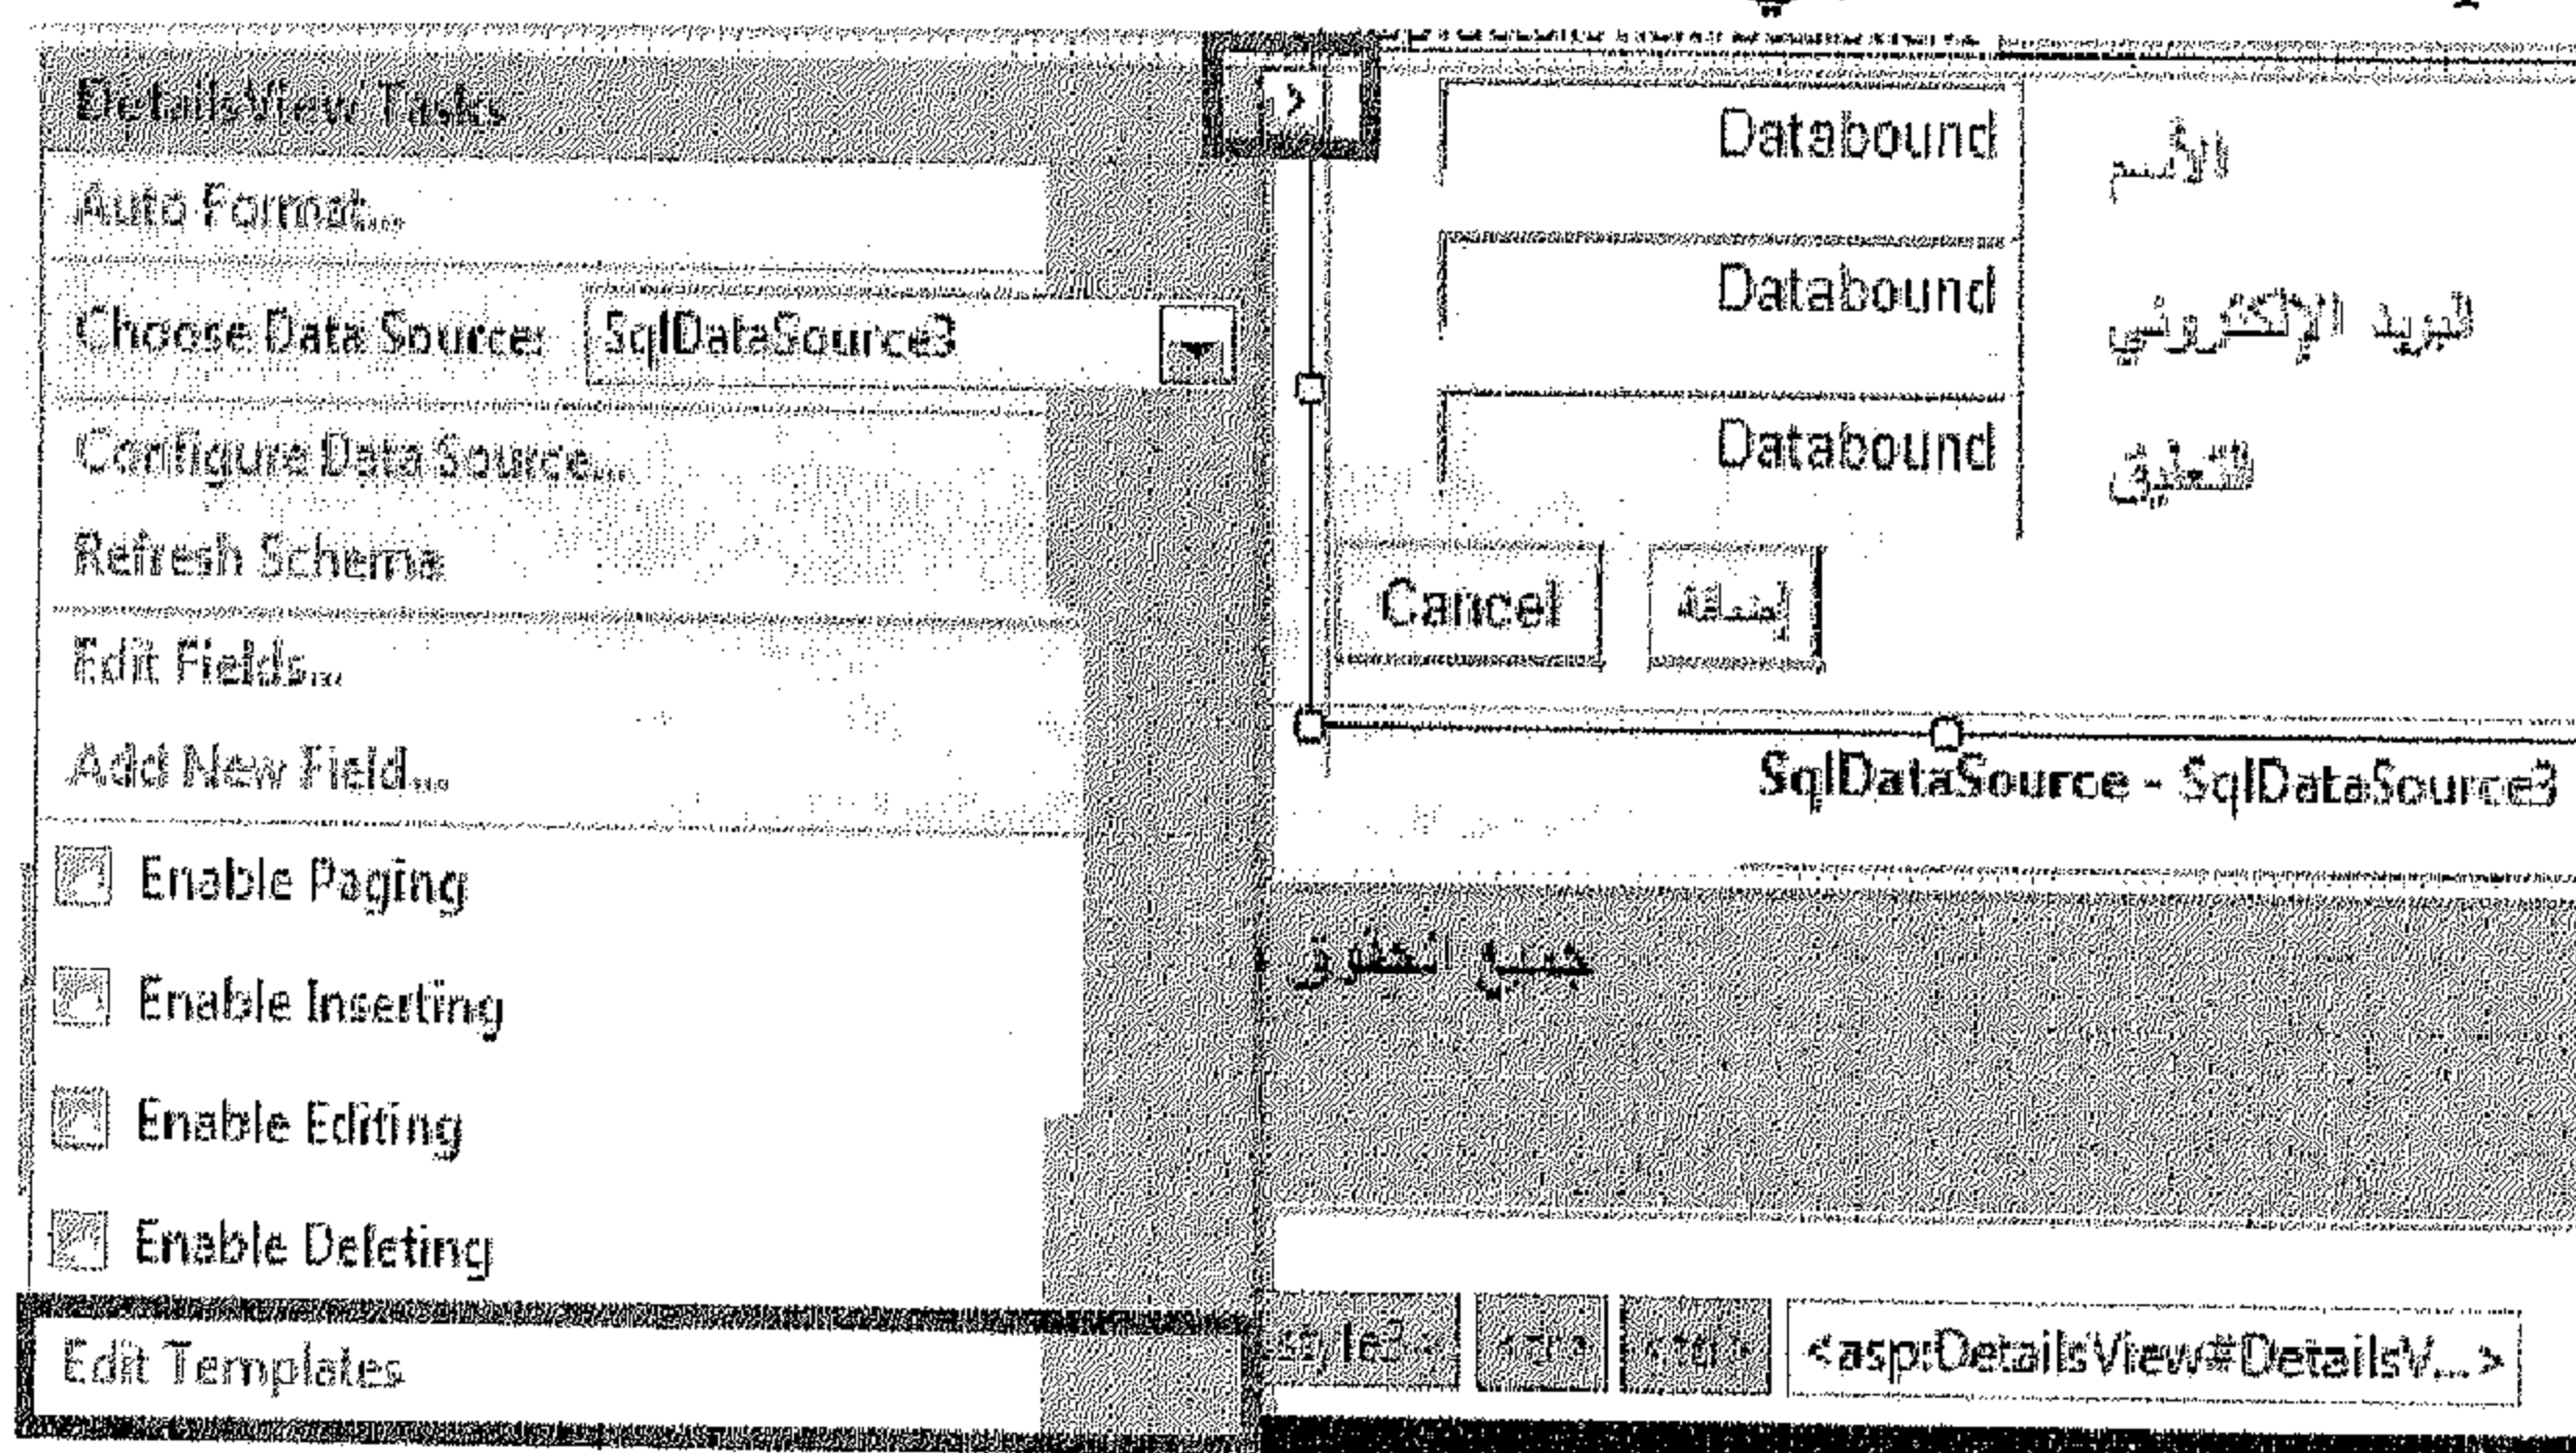 DetailsView Tasks
Auto Format...
Choose Data Source: SqlDataSource3
Configure Data Source...
Refresh Schema
Edit Fields...
Add New Field...
Enable Paging
Enable Inserting
Enable Editing
Enable Deleting
Edit Templates
Databound الأسم
Databound البريد الإلكتروني
Databound التعليق
Cancel إضافة
SqlDataSource - SqlDataSource3
جميع الحقوق
<asp:DetailsView#DetailsV...>